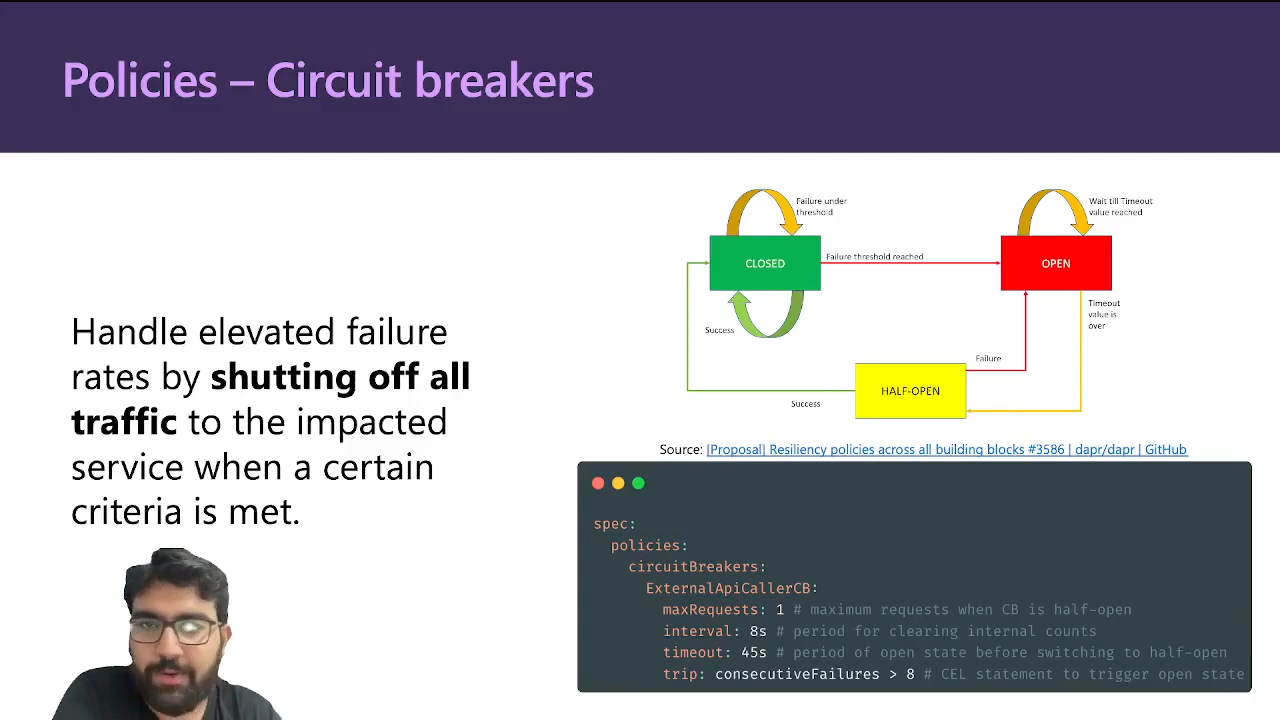 Policies – Circuit breakers
Handle elevated failure
rates by shutting off all
traffic to the impacted
service when a certain
criteria is met.
Failure under
threshold
Wait till Timeout
value reached
CLOSED
Failure threshold reached
OPEN
Success
Timeout
value is
over
Failure
HALF-OPEN
Success
Source: [Proposal] Resiliency policies across all building blocks #3586 | dapr/dapr | GitHub
spec:
  policies:
    circuitBreakers:
      ExternalApiCallerCB:
        maxRequests: 1 # maximum requests when CB is half-open
        interval: 8s # period for clearing internal counts
        timeout: 45s # period of open state before switching to half-open
        trip: consecutiveFailures > 8 # CEL statement to trigger open state